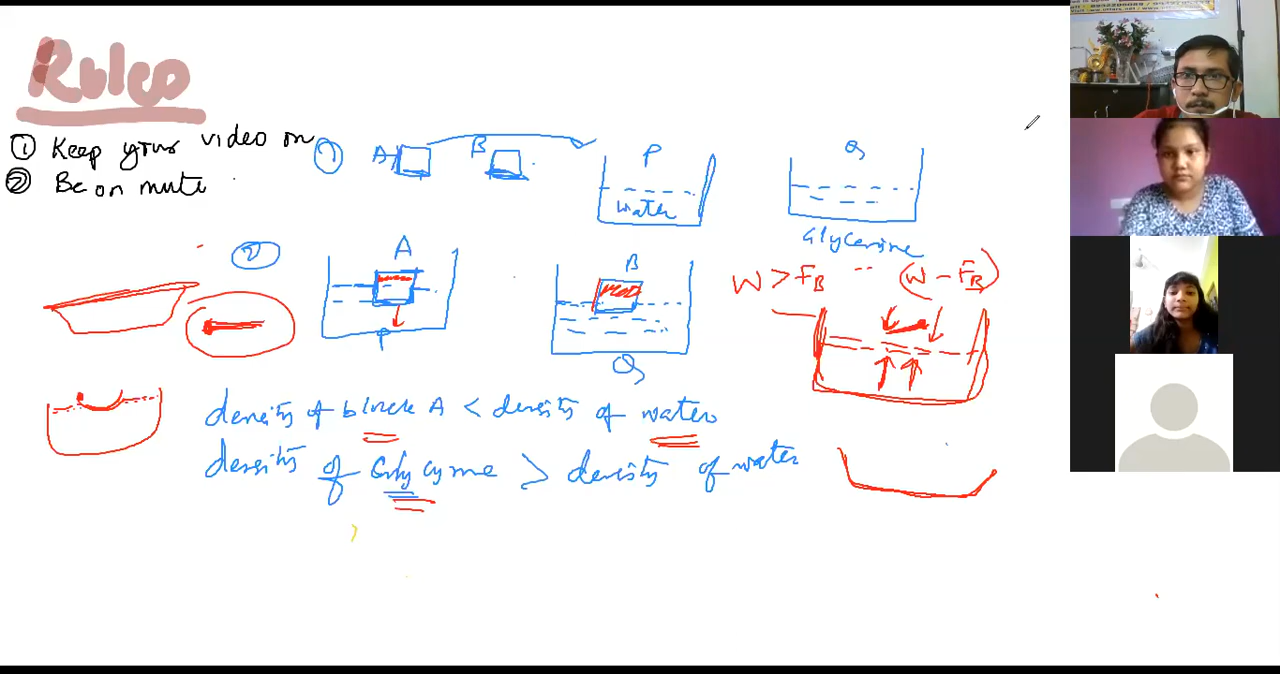 Rules
① Keep your video on
② Be on mute
① A B
P
water
Q
Glycerine
② A
P
B
Q
W > FB (W - FB)
density of block A < density of water
density of Glycyrne > density of water